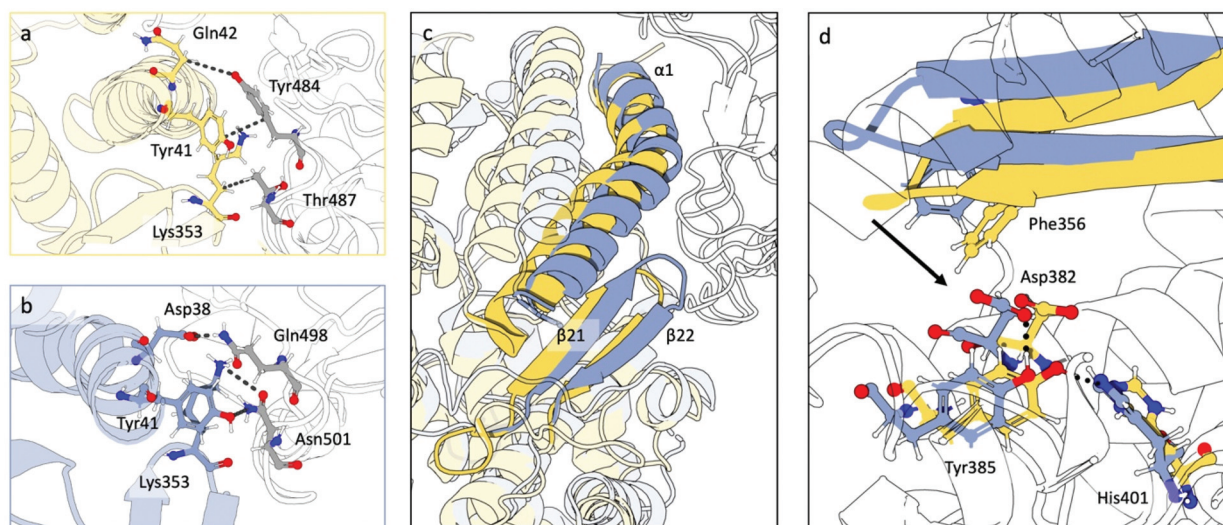 a
Gln42
Tyr484
Tyr41
Thr487
Lys353
b
Asp38
Gln498
Tyr41
Asn501
Lys353
c
α1
β21
β22
d
Phe356
Asp382
Tyr385
His401